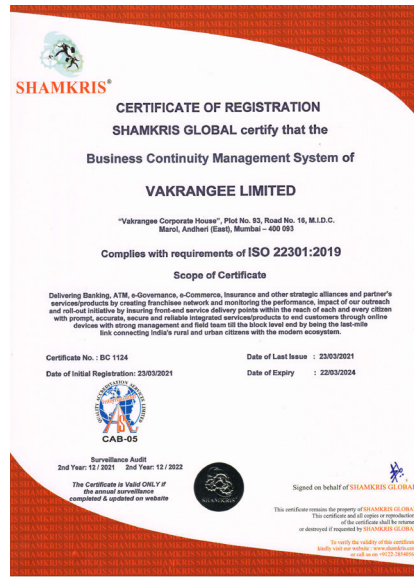 SHAMKRIS®
CERTIFICATE OF REGISTRATION
SHAMKRIS GLOBAL certify that the
Business Continuity Management System of
VAKRANGEE LIMITED
"Vakrangee Corporate House", Plot No. 93, Road No. 16, M.I.D.C.
Marol, Andheri (East), Mumbai – 400 093
Complies with requirements of ISO 22301:2019
Scope of Certificate
Delivering Banking, ATM, e-Governance, e-Commerce, Insurance and other strategic alliances and partner's
services/products by creating franchisee network and monitoring the performance, impact of our outreach
and roll-out initiative by insuring front-end service delivery points within the reach of each and every citizen
with prompt, accurate, secure and reliable integrated services/products to end customers through online
devices with strong management and field team till the block level end by being the last-mile
link connecting India's rural and urban citizens with the modern ecosystem.
Certificate No. : BC 1124
Date of Last Issue : 23/03/2021
Date of Initial Registration: 23/03/2021
Date of Expiry : 22/03/2024
CAB-05
Surveillance Audit
2nd Year: 12 / 2021 2nd Year: 12 / 2022
The Certificate is Valid ONLY if
the annual surveillance
completed & updated on website
SHAMKRIS
Signed on behalf of SHAMKRIS GLOBAL
This certificate remains the property of SHAMKRIS GLOBAL
This certificate and all copies or reproduction
of the certificate shall be returne
or destroyed if requested by SHAMKRIS GLOBAL
To verify the validity of this certificate
kindly visit our website : www.shamkris.com
or call us on